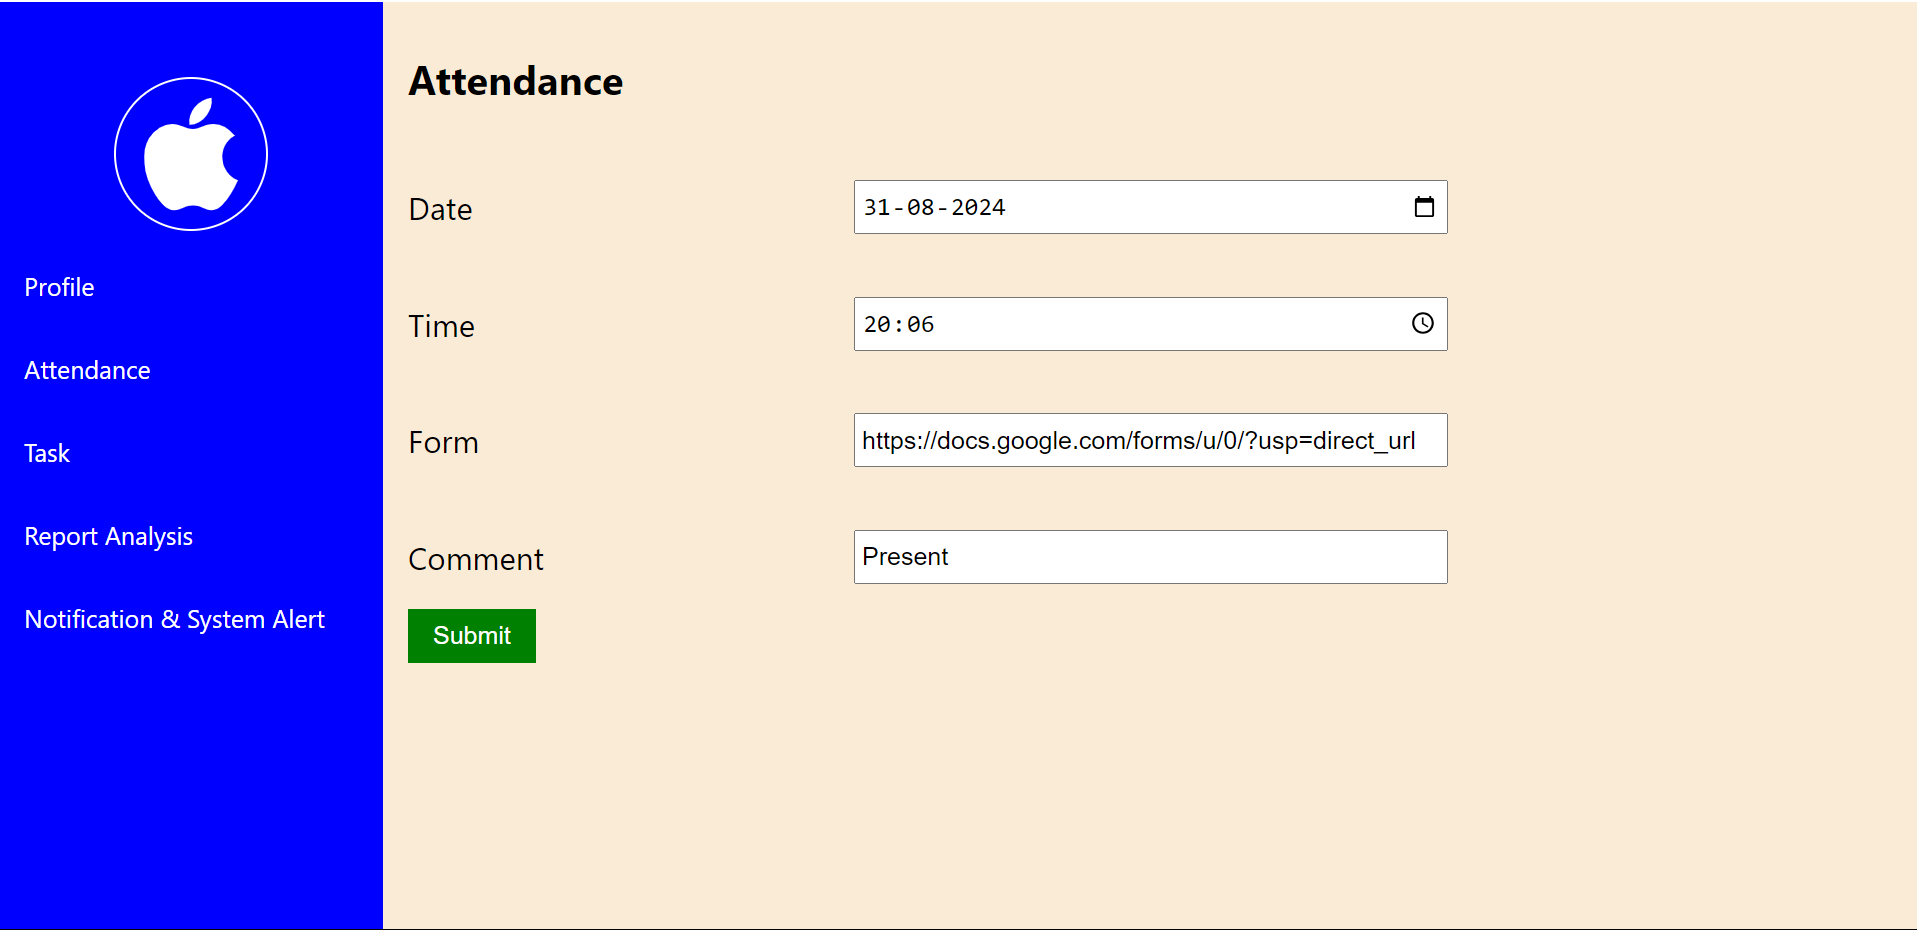 Profile
Attendance
Task
Report Analysis
Notification & System Alert
Attendance
Date
31-08-2024
Time
20:06
Form
https://docs.google.com/forms/u/0/?usp=direct_url
Comment
Present
Submit